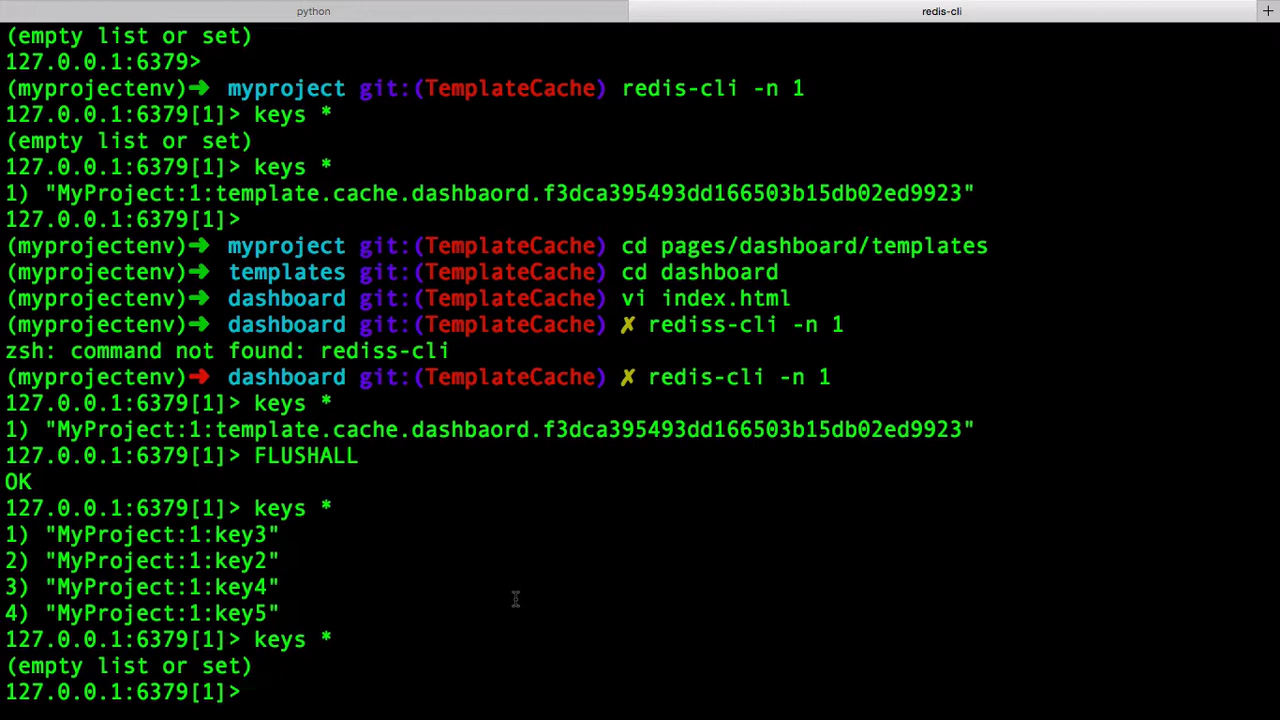 python
redis-cli
+
(empty list or set)
127.0.0.1:6379>
(myprojectenv)➜ myproject git:(TemplateCache) redis-cli -n 1
127.0.0.1:6379[1]> keys *
(empty list or set)
127.0.0.1:6379[1]> keys *
1) "MyProject:1:template.cache.dashbaord.f3dca395493dd166503b15db02ed9923"
127.0.0.1:6379[1]>
(myprojectenv)➜ myproject git:(TemplateCache) cd pages/dashboard/templates
(myprojectenv)➜ templates git:(TemplateCache) cd dashboard
(myprojectenv)➜ dashboard git:(TemplateCache) vi index.html
(myprojectenv)➜ dashboard git:(TemplateCache) ✗ rediss-cli -n 1
zsh: command not found: rediss-cli
(myprojectenv)➜ dashboard git:(TemplateCache) ✗ redis-cli -n 1
127.0.0.1:6379[1]> keys *
1) "MyProject:1:template.cache.dashbaord.f3dca395493dd166503b15db02ed9923"
127.0.0.1:6379[1]> FLUSHALL
OK
127.0.0.1:6379[1]> keys *
1) "MyProject:1:key3"
2) "MyProject:1:key2"
3) "MyProject:1:key4"
4) "MyProject:1:key5"
127.0.0.1:6379[1]> keys *
(empty list or set)
127.0.0.1:6379[1]>